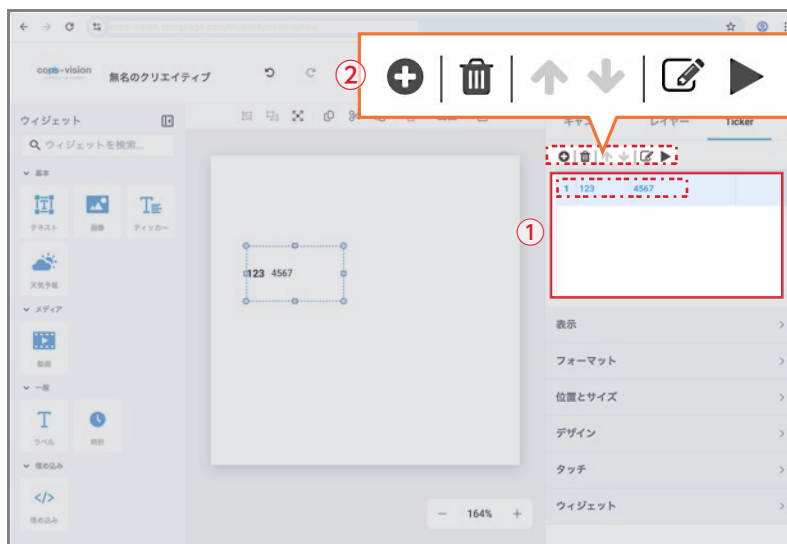 cops-vision
無名のクリエイティブ
②
ウィジェット
ウィジェットを検索...
基本
テキスト
画像
ティッカー
天気予報
メディア
動画
一般
ラベル
時計
埋め込み
埋め込み
123 4567
164%
レイヤー
Ticker
1 123 4567
①
表示
フォーマット
位置とサイズ
デザイン
タッチ
ウィジェット